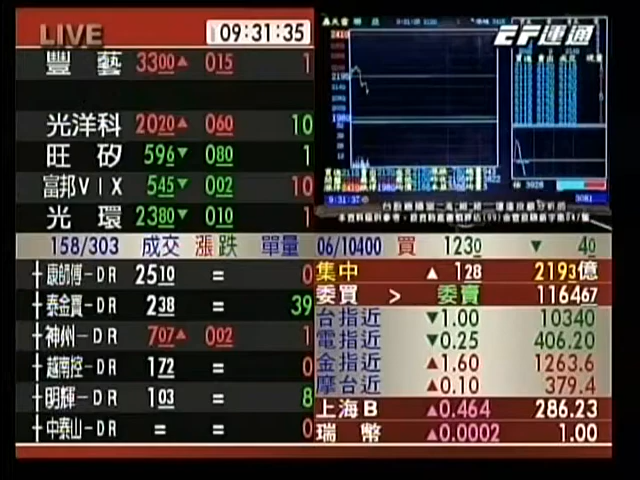 LIVE
09:31:35
EF運通
豐 藝 3300▲ 015 1
光洋科 2020▲ 060 10
旺 矽 596▼ 080 1
富邦VIX 545▼ 002 10
光 環 2380▼ 010 1
158/303 成交 漲跌 單量
康師傅-DR 2510 = 0
泰金寶-DR 238 = 39
神州-DR 707▲ 002 1
越南控-DR 172 = 0
明輝-DR 103 = 8
中泰山-DR = = 0
06/10400 買 1230 ▼ 40
集中 ▲ 128 2193億
委買 > 委賣 116467
台指近 ▼1.00 10340
電指近 ▼0.25 406.20
金指近 ▲1.60 1263.6
摩台近 ▲0.10 379.4
上海B ▲0.464 286.23
瑞 幣 ▲0.0002 1.00